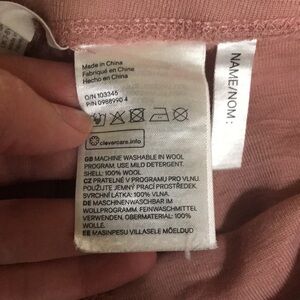 Made in China
Fabriqué en Chine
Hecho en China
O/N 103345
P/N 0988990 4
clevercare.info
GB MACHINE WASHABLE IN WOOL
PROGRAM. USE MILD DETERGENT.
SHELL: 100% WOOL
CZ PRATELNÉ V PROGRAMU PRO VLNU.
POUŽIJTE JEMNÝ PRACÍ PROSTŘEDEK.
SVRCHNÍ LÁTKA: 100% VLNA
DE MASCHINENWASCHBAR IM
WOLLPROGRAMM. FEINWASCHMITTEL
VERWENDEN. OBERMATERIAL: 100%
WOLLE.
EE MASINPESU VILLASELE MÕELDUD
NAME/NOM: